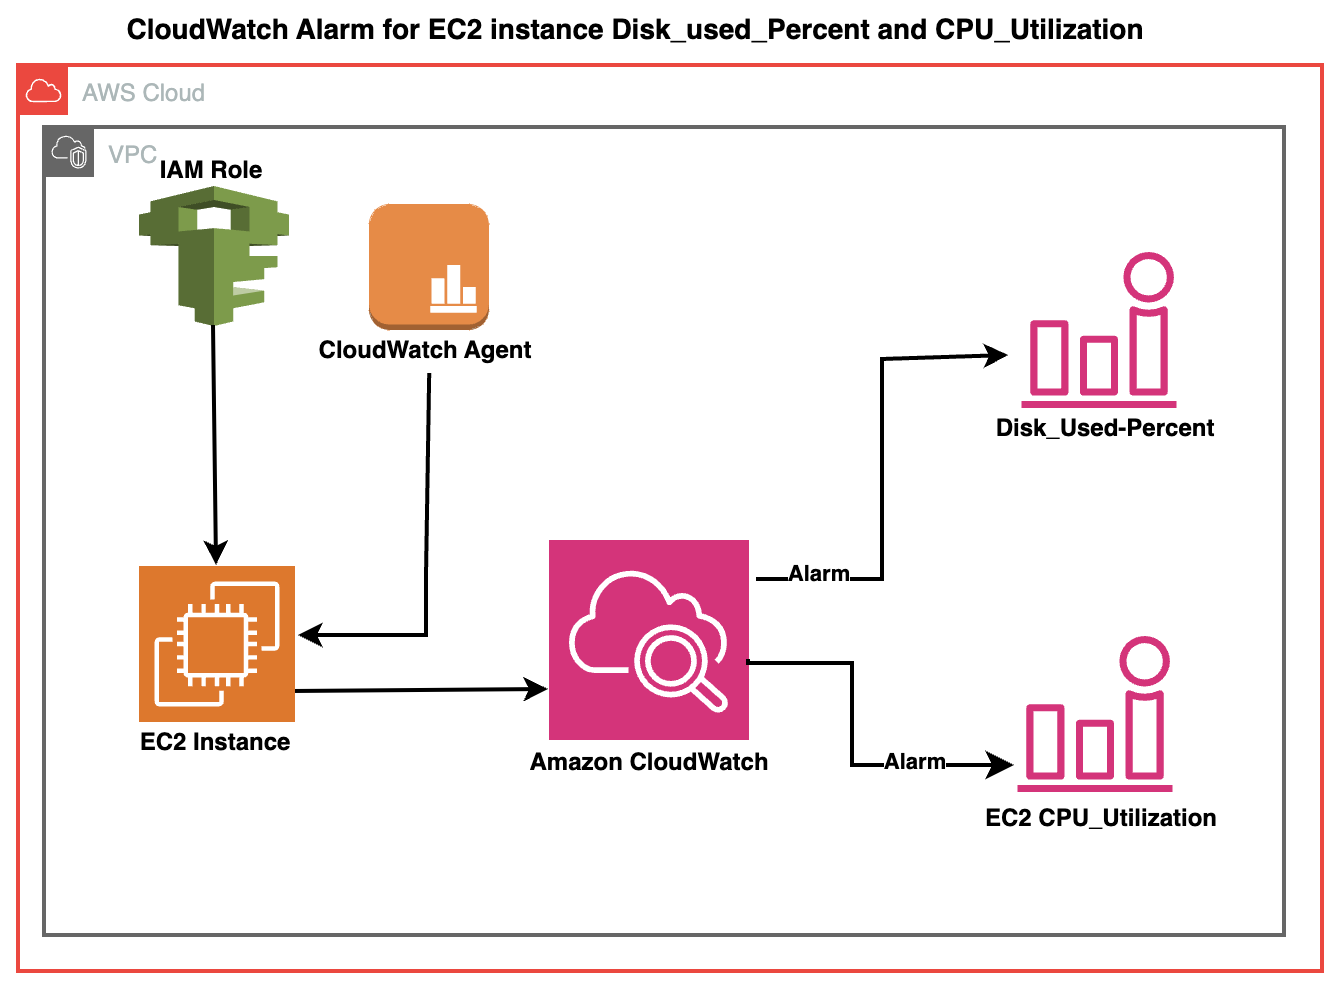 CloudWatch Alarm for EC2 instance Disk_used_Percent and CPU_Utilization
AWS Cloud
VPC
IAM Role
CloudWatch Agent
Disk_Used-Percent
Alarm
EC2 Instance
Amazon CloudWatch
Alarm
EC2 CPU_Utilization